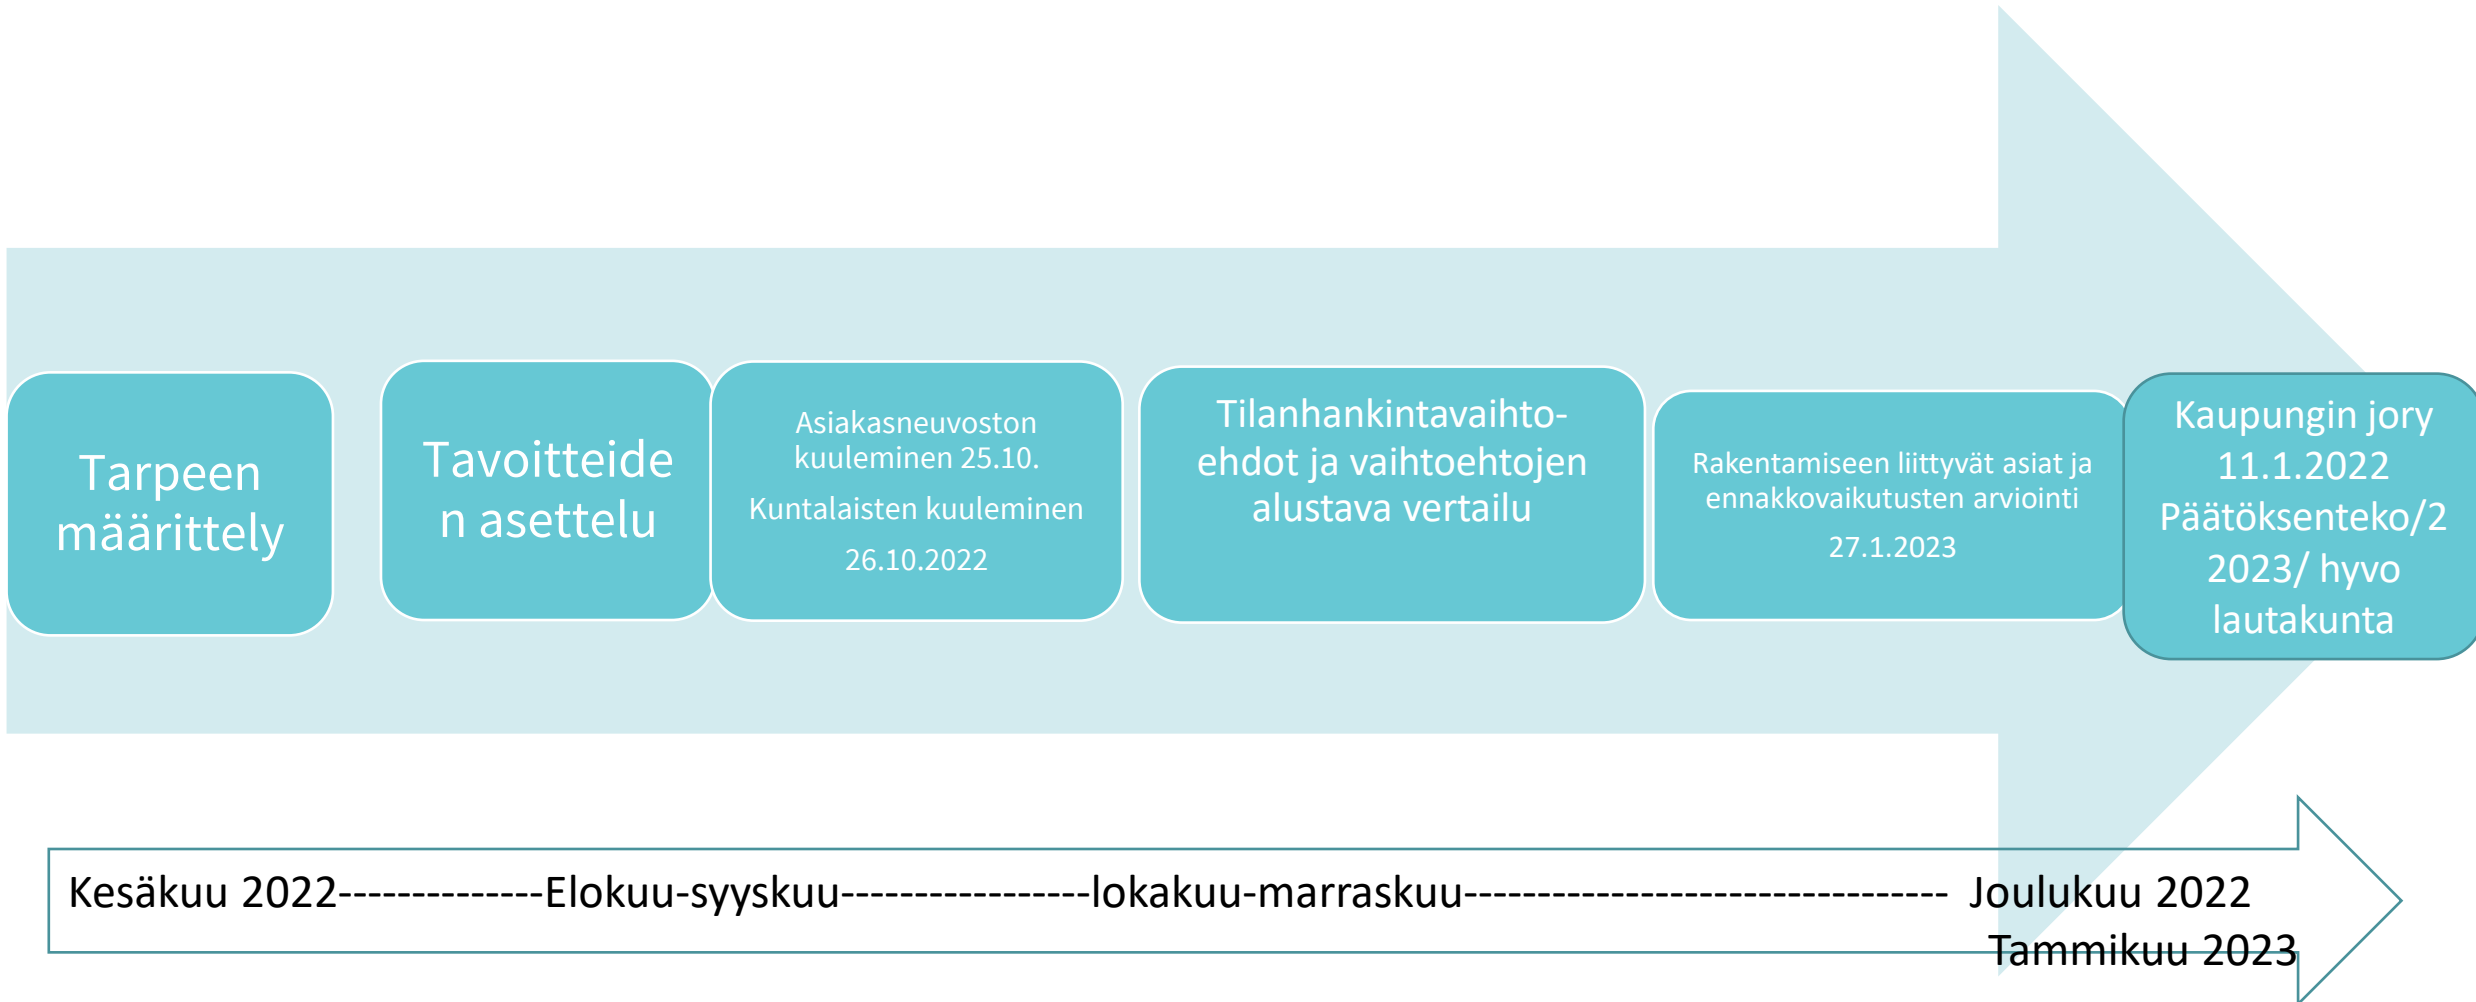 Tarpeen
määrittely
Tavoitteide
n asettelu
Asiakasneuvoston
kuuleminen 25.10.
Kuntalaisten kuuleminen
26.10.2022
Tilanhankintavaihto-
ehdot ja vaihtoehtojen
alustava vertailu
Rakentamiseen liittyvät asiat ja
ennakkovaikutusten arviointi
27.1.2023
Kaupungin jory
11.1.2022
Päätöksenteko/2
2023/ hyvo
lautakunta
Kesäkuu 2022--------------Elokuu-syyskuu-----------------lokakuu-marraskuu--------------------------------- Joulukuu 2022
Tammikuu 2023